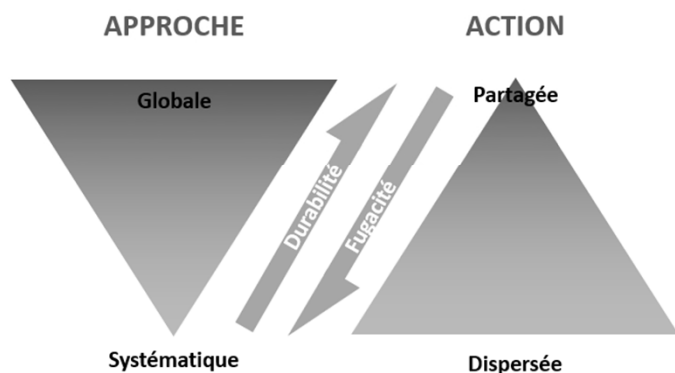 APPROCHE
ACTION
Globale
Partagée
Durabilité
Fugacité
Systématique
Dispersée